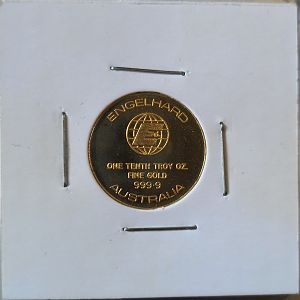 ENGELHARD
E
ONE TENTH TROY OZ.
FINE GOLD
999·9
AUSTRALIA